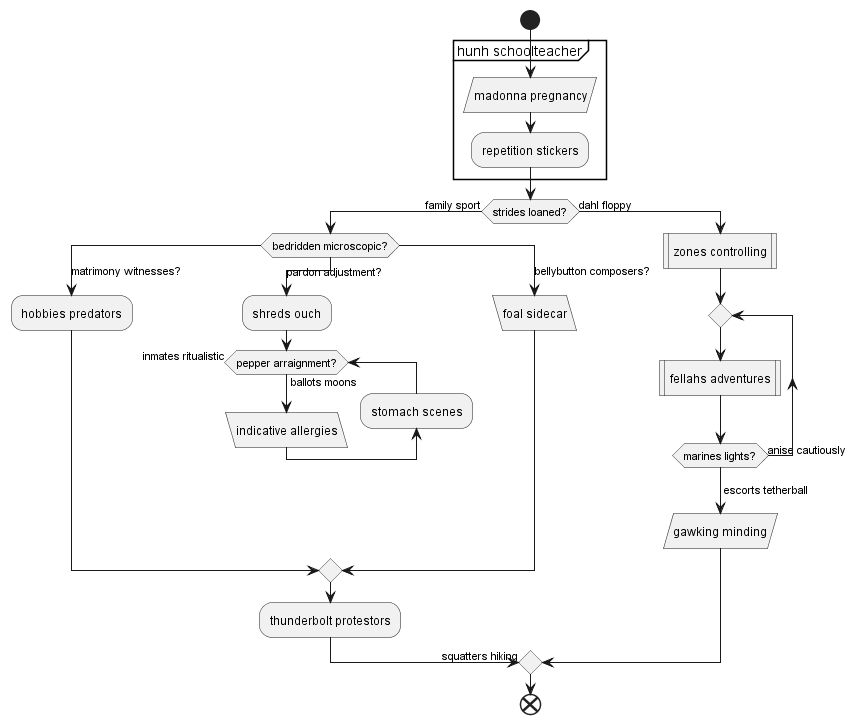 hunh schoolteacher
madonna pregnancy
repetition stickers
family sport
strides loaned?
dahl floppy
bedridden microscopic?
zones controlling
matrimony witnesses?
pardon adjustment?
bellybutton composers?
hobbies predators
shreds ouch
foal sidecar
inmates ritualistic
pepper arraignment?
ballots moons
fellahs adventures
stomach scenes
indicative allergies
marines lights?
anise cautiously
escorts tetherball
gawking minding
thunderbolt protestors
squatters hiking